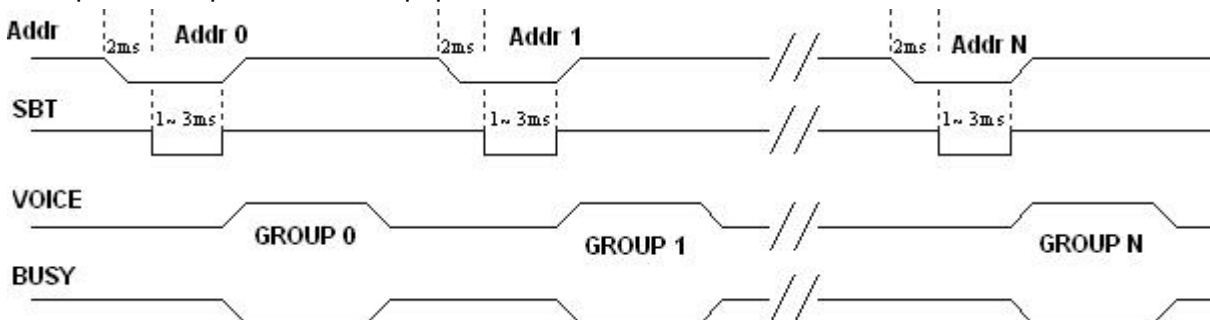 Addr 2ms Addr 0 2ms Addr 1 2ms Addr N
SBT 1~3ms 1~3ms 1~3ms
VOICE
GROUP 0 GROUP 1 GROUP N
BUSY